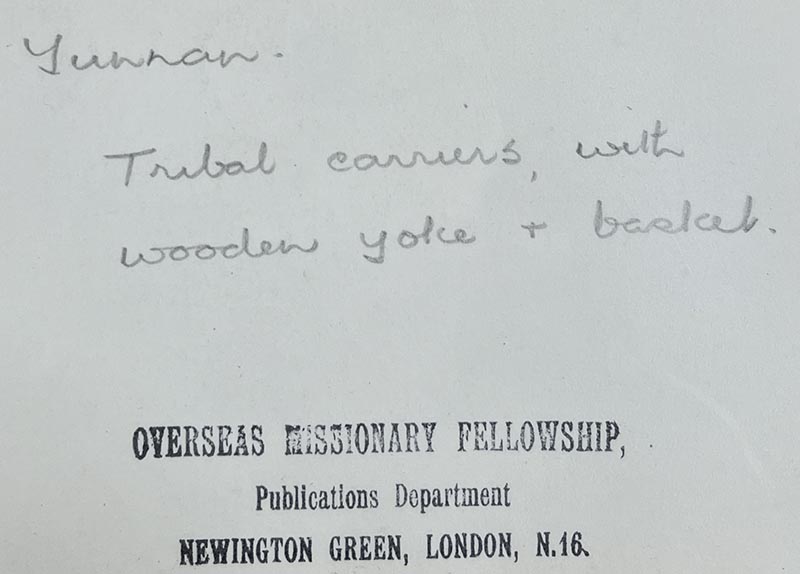 Yunnan.
Tribal carriers, with
wooden yoke + basket.
OVERSEAS MISSIONARY FELLOWSHIP,
Publications Department
NEWINGTON GREEN, LONDON, N.16.